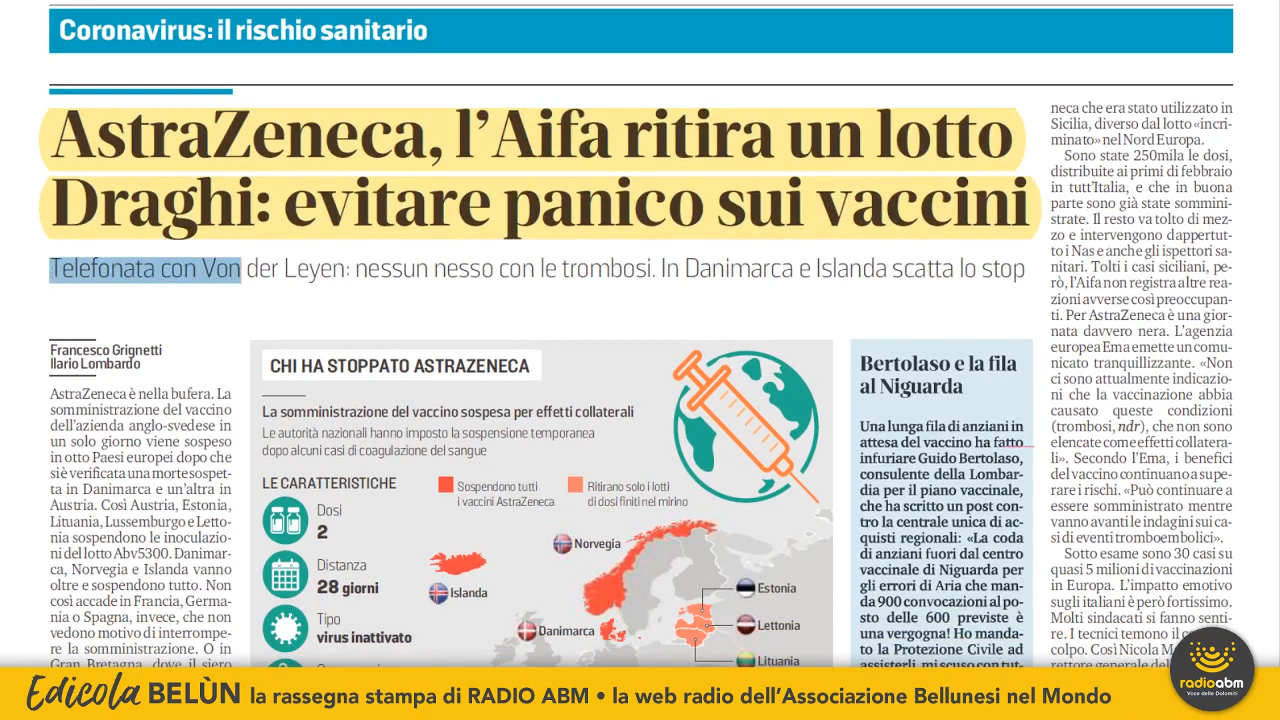 Coronavirus: il rischio sanitario
AstraZeneca, l'Aifa ritira un lotto
Draghi: evitare panico sui vaccini
Telefonata con Von der Leyen: nessun nesso con le trombosi. In Danimarca e Islanda scatta lo stop
Francesco Grignetti
Ilario Lombardo
AstraZeneca è nella bufera. La
somministrazione del vaccino
dell'azienda anglo-svedese in
un solo giorno viene sospeso
in otto Paesi europei dopo che
si è verificata una morte sospet-
ta in Danimarca e un'altra in
Austria. Così Austria, Estonia,
Lituania, Lussemburgo e Letto-
nia sospendono le inoculazio-
ni del lotto Abv5300. Danimar-
ca, Norvegia e Islanda vanno
oltre e sospendono tutto. Non
così accade in Francia, Germa-
nia o Spagna, invece, che non
vedono motivo di interrompe-
re la somministrazione. O in
Gran Bretagna, dove il siero
CHI HA STOPPATO ASTRAZENECA
La somministrazione del vaccino sospesa per effetti collaterali
Le autorità nazionali hanno imposto la sospensione temporanea
dopo alcuni casi di coagulazione del sangue
LE CARATTERISTICHE
Dosi
2
Distanza
28 giorni
Tipo
virus inattivato
Sospendono tutti
i vaccini AstraZeneca
Ritirano solo i lotti
di dosi finiti nel mirino
Norvegia
Islanda
Danimarca
Estonia
Lettonia
Lituania
Bertolaso e la fila
al Niguarda
Una lunga fila di anziani in
attesa del vaccino ha fatto
infuriare Guido Bertolaso,
consulente della Lombar-
dia per il piano vaccinale,
che ha scritto un post con-
tro la centrale unica di ac-
quisti regionali: «La coda
di anziani fuori dal centro
vaccinale di Niguarda per
gli errori di Aria che man-
da 900 convocazioni al po-
sto delle 600 previste è
una vergogna! Ho manda-
to la Protezione Civile ad
assisterli, mi scuso con tut-
neca che era stato utilizzato in
Sicilia, diverso dal lotto «incri-
minato» nel Nord Europa.
Sono state 250mila le dosi,
distribuite ai primi di febbraio
in tutt'Italia, e che in buona
parte sono già state sommini-
strate. Il resto va tolto di mez-
zo e intervengono dappertut-
to i Nas e anche gli ispettori sa-
nitari. Tolti i casi siciliani, pe-
rò, l'Aifa non registra altre rea-
zioni avverse così preoccupan-
ti. Per AstraZeneca è una gior-
nata davvero nera. L'agenzia
europea Ema emette un comu-
nicato tranquillizzante. «Non
ci sono attualmente indicazio-
ni che la vaccinazione abbia
causato queste condizioni
(trombosi, ndr), che non sono
elencate come effetti collatera-
li». Secondo l'Ema, i benefici
del vaccino continuano a supe-
rare i rischi. «Può continuare a
essere somministrato mentre
vanno avanti le indagini sui ca-
si di eventi tromboembolici».
Sotto esame sono 30 casi su
quasi 5 milioni di vaccinazioni
in Europa. L'impatto emotivo
sugli italiani è però fortissimo.
Molti sindacati si fanno senti-
re. I tecnici temono il
colpo. Così Nicola
rettore generale
Edicola BELÙN la rassegna stampa di RADIO ABM • la web radio dell'Associazione Bellunesi nel Mondo
radioabm
Voce delle Dolomiti